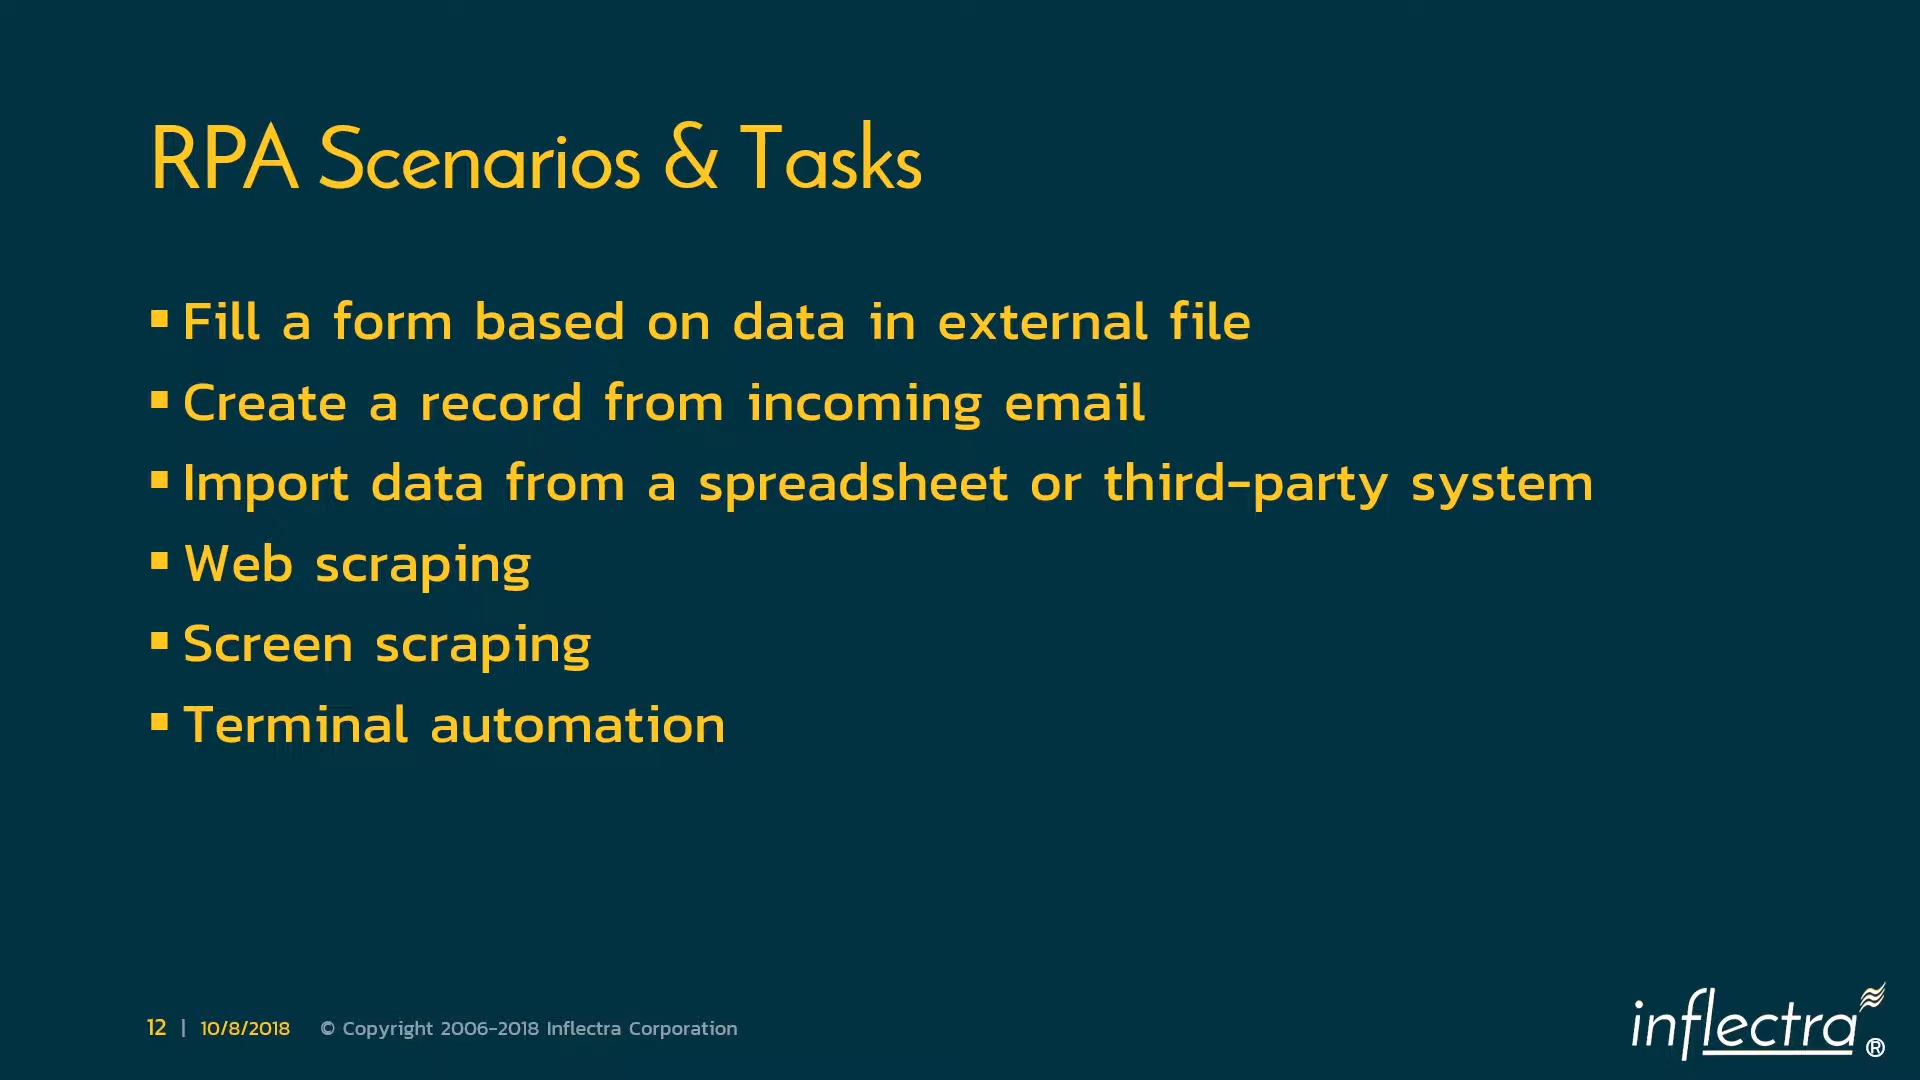 RPA Scenarios & Tasks
▪ Fill a form based on data in external file
▪ Create a record from incoming email
▪ Import data from a spreadsheet or third-party system
▪ Web scraping
▪ Screen scraping
▪ Terminal automation
12 | 10/8/2018 © Copyright 2006-2018 Inflectra Corporation
inflectra®